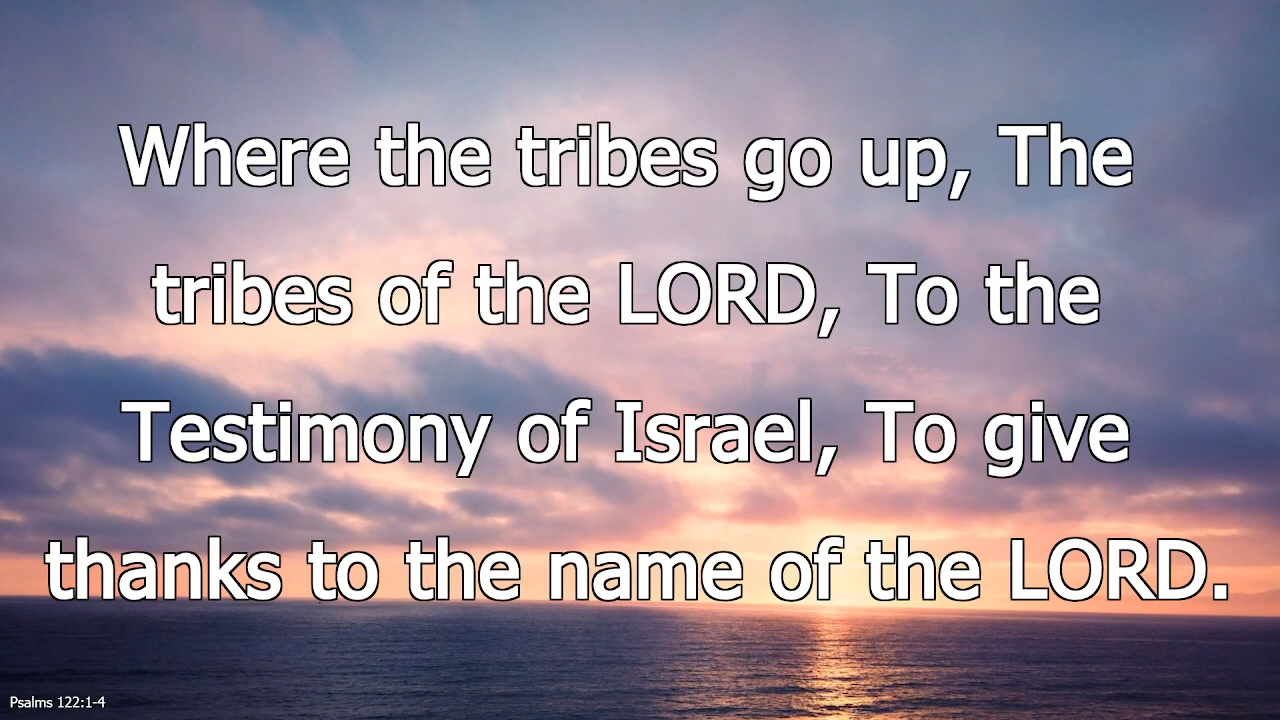 Where the tribes go up, The
tribes of the LORD, To the
Testimony of Israel, To give
thanks to the name of the LORD.
Psalms 122:1-4